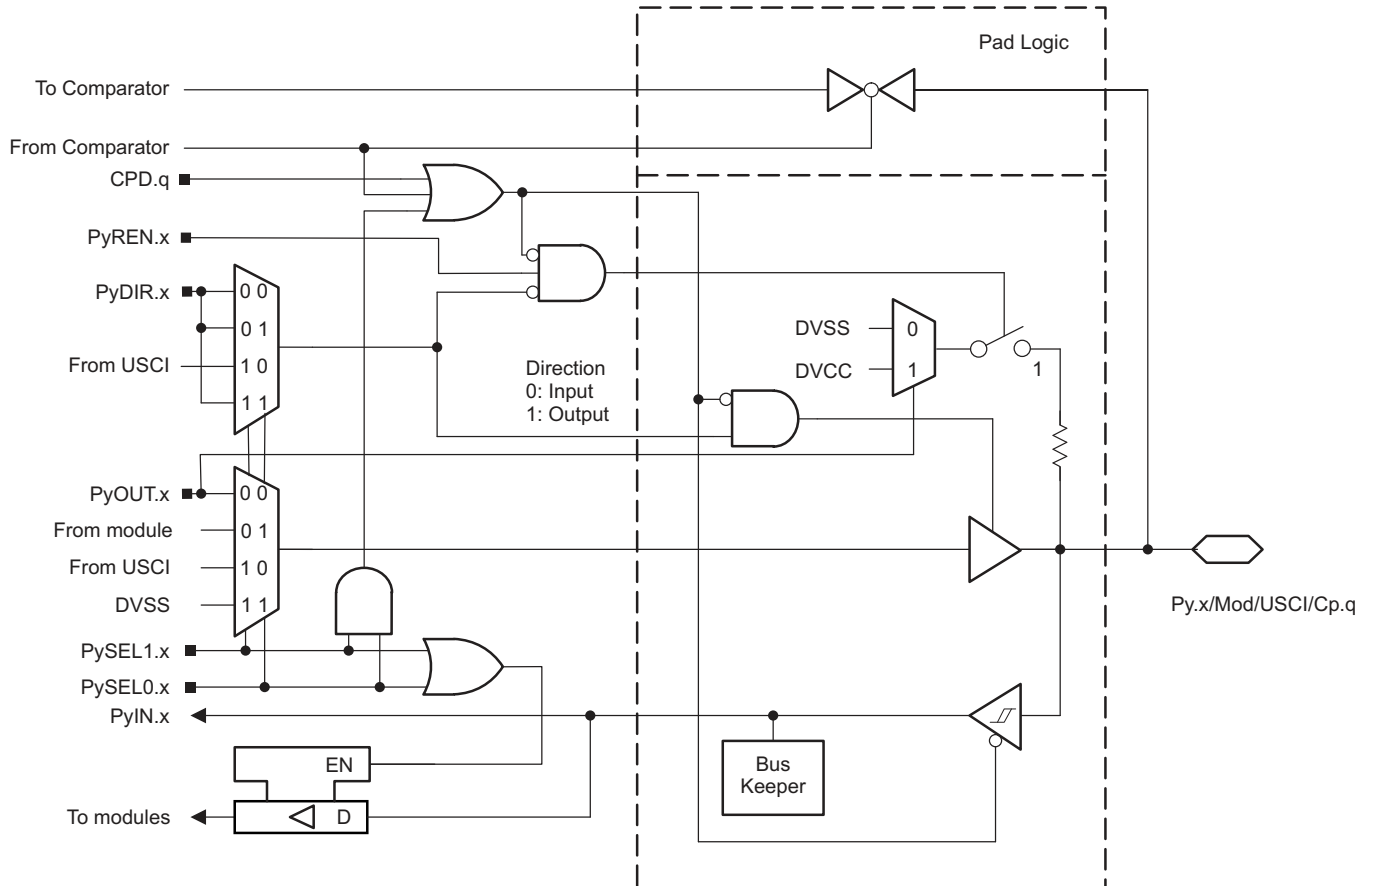 Pad Logic
To Comparator
From Comparator
CPD.q
PyREN.x
PyDIR.x
0 0
0 1
From USCI
1 0
1 1
Direction
0: Input
1: Output
DVSS
0
DVCC
1
1
PyOUT.x
0 0
From module
0 1
From USCI
1 0
DVSS
1 1
Py.x/Mod/USCI/Cp.q
PySEL1.x
PySEL0.x
PyIN.x
EN
Bus
Keeper
To modules
D